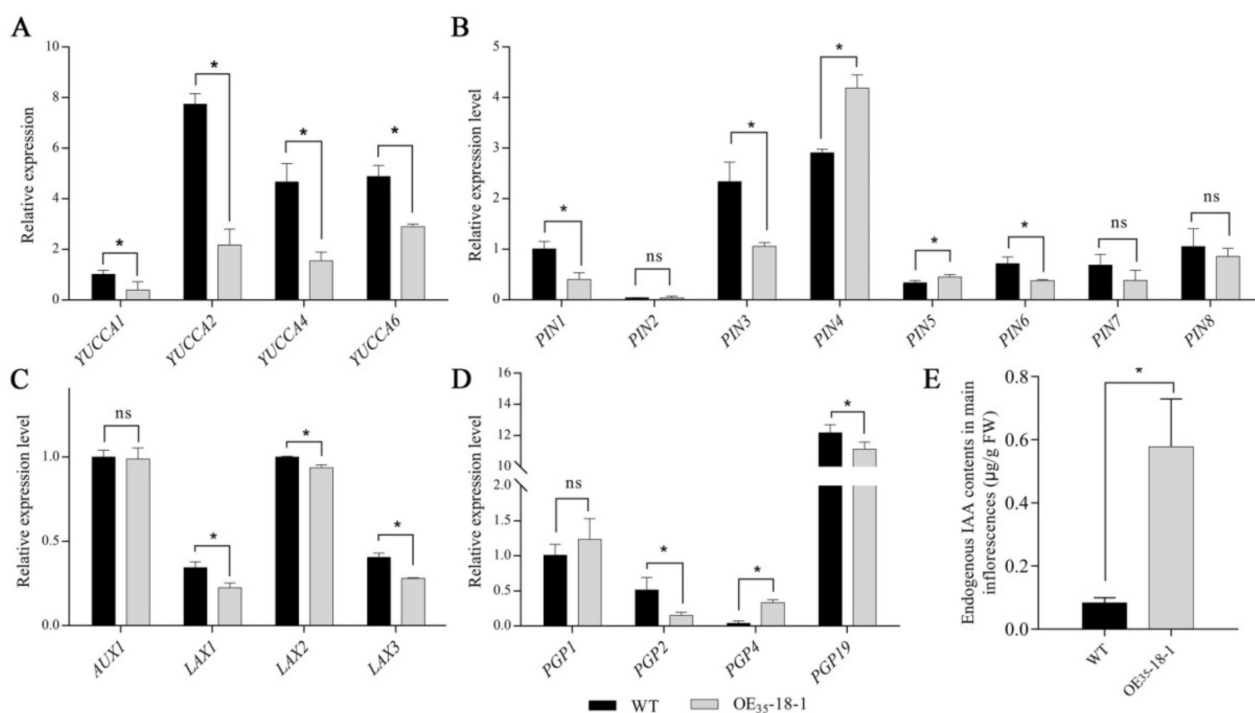 A
Relative expression
10
8
6
4
2
0
*
*
*
*
YUCCA1
YUCCA2
YUCCA4
YUCCA6
B
Relative expression level
5
4
3
2
1
0
*
ns
*
*
*
*
ns
ns
PIN1
PIN2
PIN3
PIN4
PIN5
PIN6
PIN7
PIN8
C
Relative expression level
1.0
0.5
0.0
ns
*
*
*
AUX1
LAX1
LAX2
LAX3
D
Relative expression level
16
14
12
10
2.0
1.5
1.0
0.5
0.0
ns
*
*
*
PGP1
PGP2
PGP4
PGP19
E
Endogenous IAA contents in main
inflorescences (μg/g FW)
0.8
0.6
0.4
0.2
0.0
*
WT
OE35-18-1
WT OE35-18-1